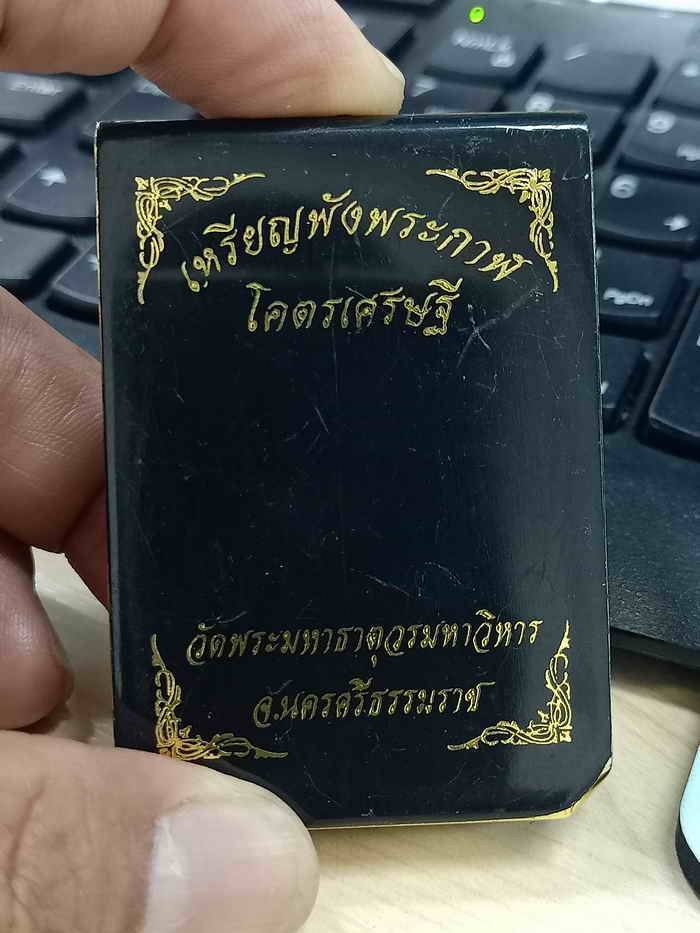 เหรียญพังพระกาฬ
โคตรเศรษฐี
วัดพระมหาธาตุวรมหาวิหาร
จ.นครศรีธรรมราช